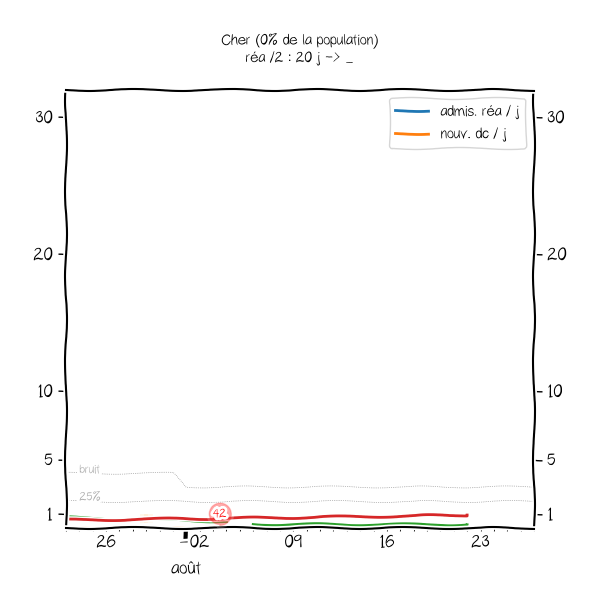 Cher (0% de la population)
réa /2 : 20 j -> _
admis. réa / j
nouv. dc / j
30
30
20
20
10
10
5
5
bruit
25%
1
42
1
26
02
09
16
23
août